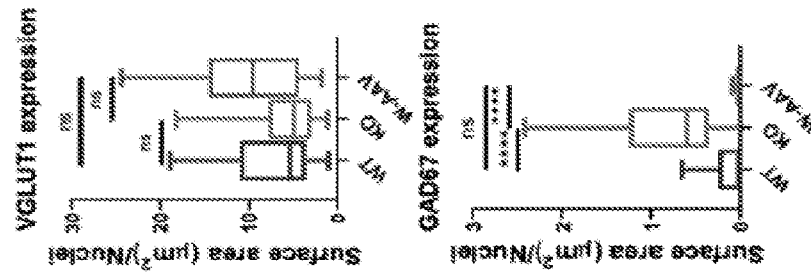 VGLUT1 expression
Surface area (µm²)/Nuclei
30
20
10
0
ns
ns
ns
WT
KO
W-AAV
GAD67 expression
Surface area (µm²)/Nuclei
3
2
1
0
ns
****
****
WT
KO
W-AAV